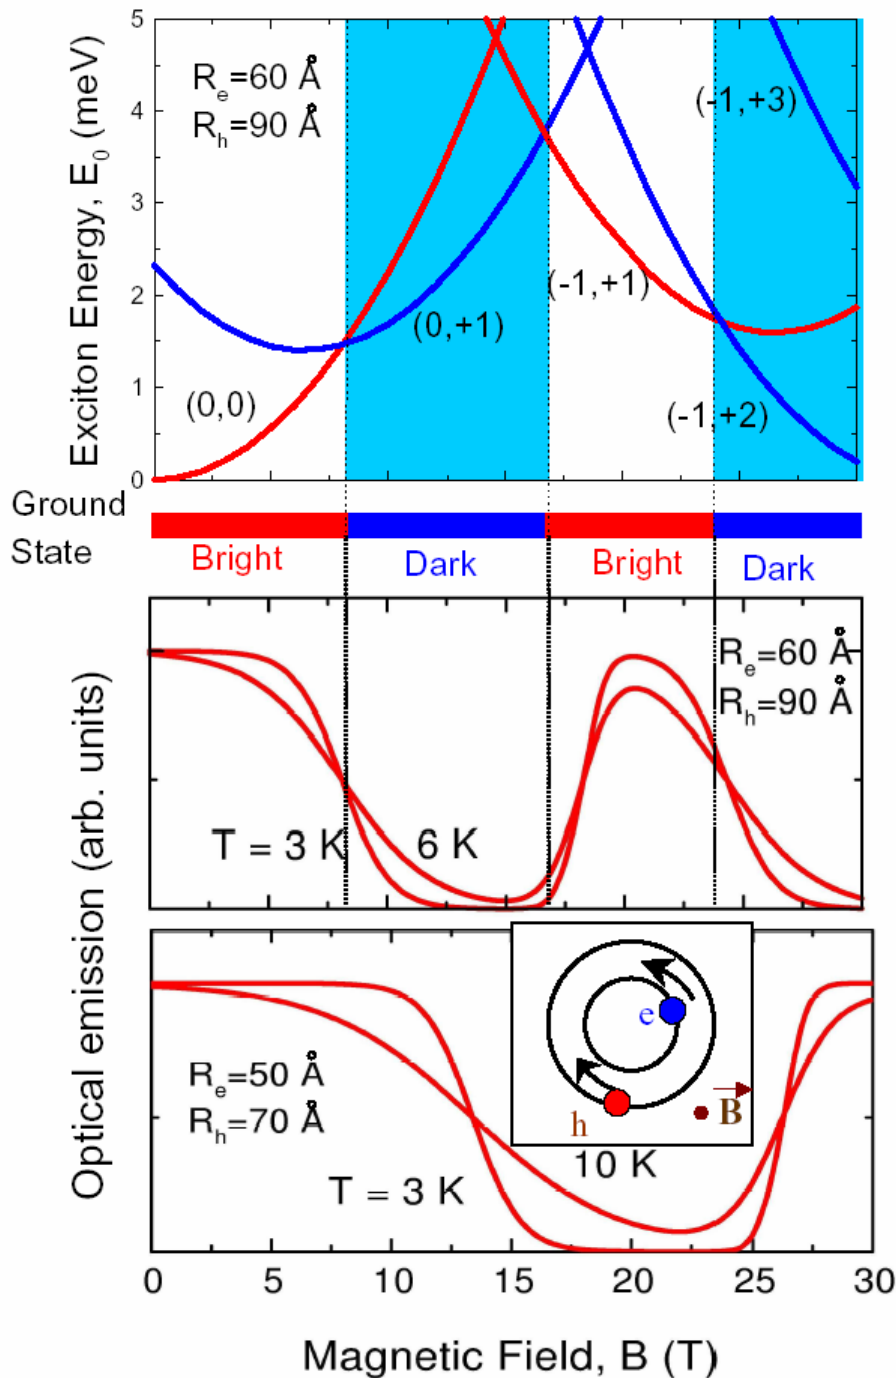 Exciton Energy, E₀ (meV)
5
4
3
2
1
0
Rₑ=60 Å
Rₕ=90 Å
(0,0)
(0,+1)
(-1,+1)
(-1,+2)
(-1,+3)
Ground
State
Bright
Dark
Bright
Dark
Optical emission (arb. units)
Rₑ=60 Å
Rₕ=90 Å
T = 3 K
6 K
Rₑ=50 Å
Rₕ=70 Å
T = 3 K
10 K
e
h
B
0
5
10
15
20
25
30
Magnetic Field, B (T)